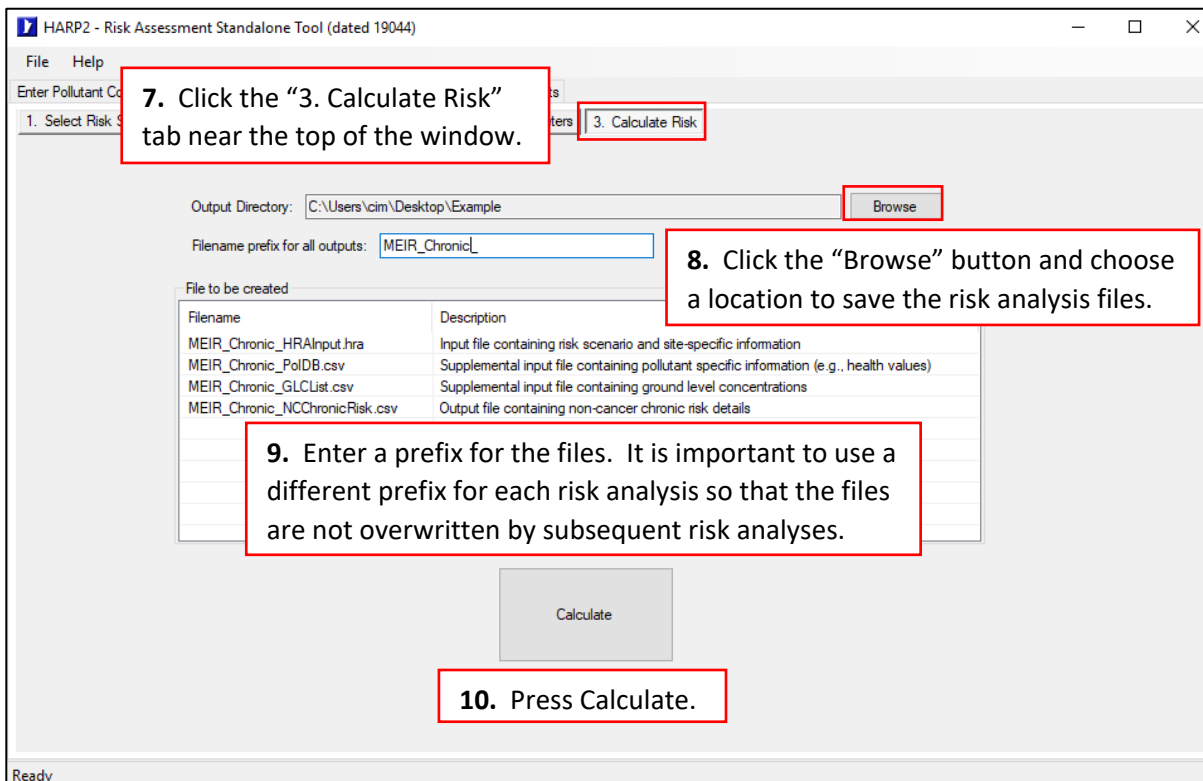 HARP2 - Risk Assessment Standalone Tool (dated 19044)
File Help
Enter Pollutant
7. Click the “3. Calculate Risk”
tab near the top of the window.
1. Select Risk
3. Calculate Risk
Output Directory: C:\Users\cim\Desktop\Example Browse
Filename prefix for all outputs: MEIR_Chronic_
8. Click the “Browse” button and choose
a location to save the risk analysis files.
File to be created
Filename Description
MEIR_Chronic_HRAInput.hra Input file containing risk scenario and site-specific information
MEIR_Chronic_PolDB.csv Supplemental input file containing pollutant specific information (e.g., health values)
MEIR_Chronic_GLCList.csv Supplemental input file containing ground level concentrations
MEIR_Chronic_NCChronicRisk.csv Output file containing non-cancer chronic risk details
9. Enter a prefix for the files. It is important to use a
different prefix for each risk analysis so that the files
are not overwritten by subsequent risk analyses.
Calculate
10. Press Calculate.
Ready